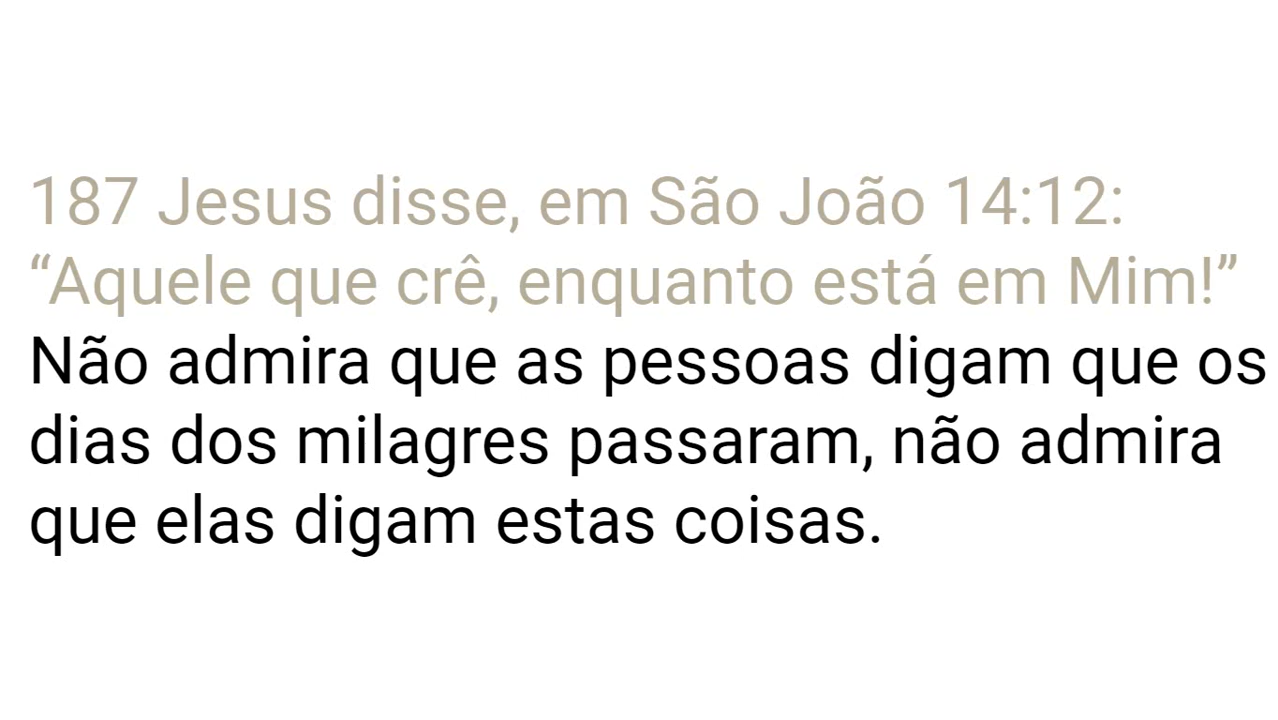 187 Jesus disse, em São João 14:12:
“Aquele que crê, enquanto está em Mim!”
Não admira que as pessoas digam que os
dias dos milagres passaram, não admira
que elas digam estas coisas.